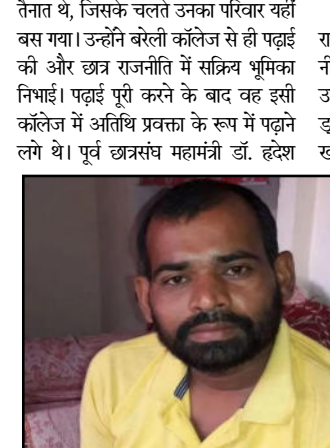 तैनात थे, जिसके चलते उनका परिवार यहीं
बस गया। उन्होंने बरेली कॉलेज से ही पढ़ाई
की और छात्र राजनीति में सक्रिय भूमिका
निभाई। पढ़ाई पूरी करने के बाद वह इसी
कॉलेज में अतिथि प्रवक्ता के रूप में पढ़ाने
लगे थे। पूर्व छात्रसंघ महामंत्री डॉ. हृदेश